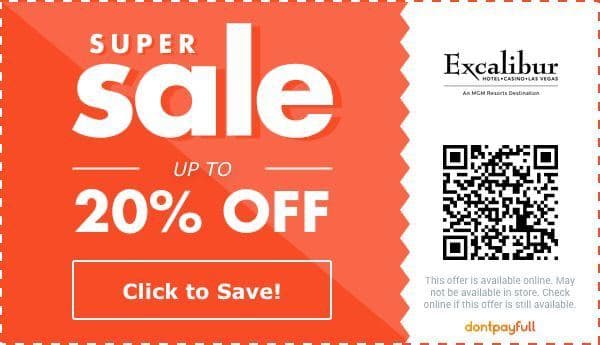 SUPER
sale
UP TO
20% OFF
Click to Save!
Excalibur
HOTEL•CASINO•LAS VEGAS
An MGM Resorts Destination
This offer is available online. May
not be available in store. Check
online if this offer is still available.
dontpayfull